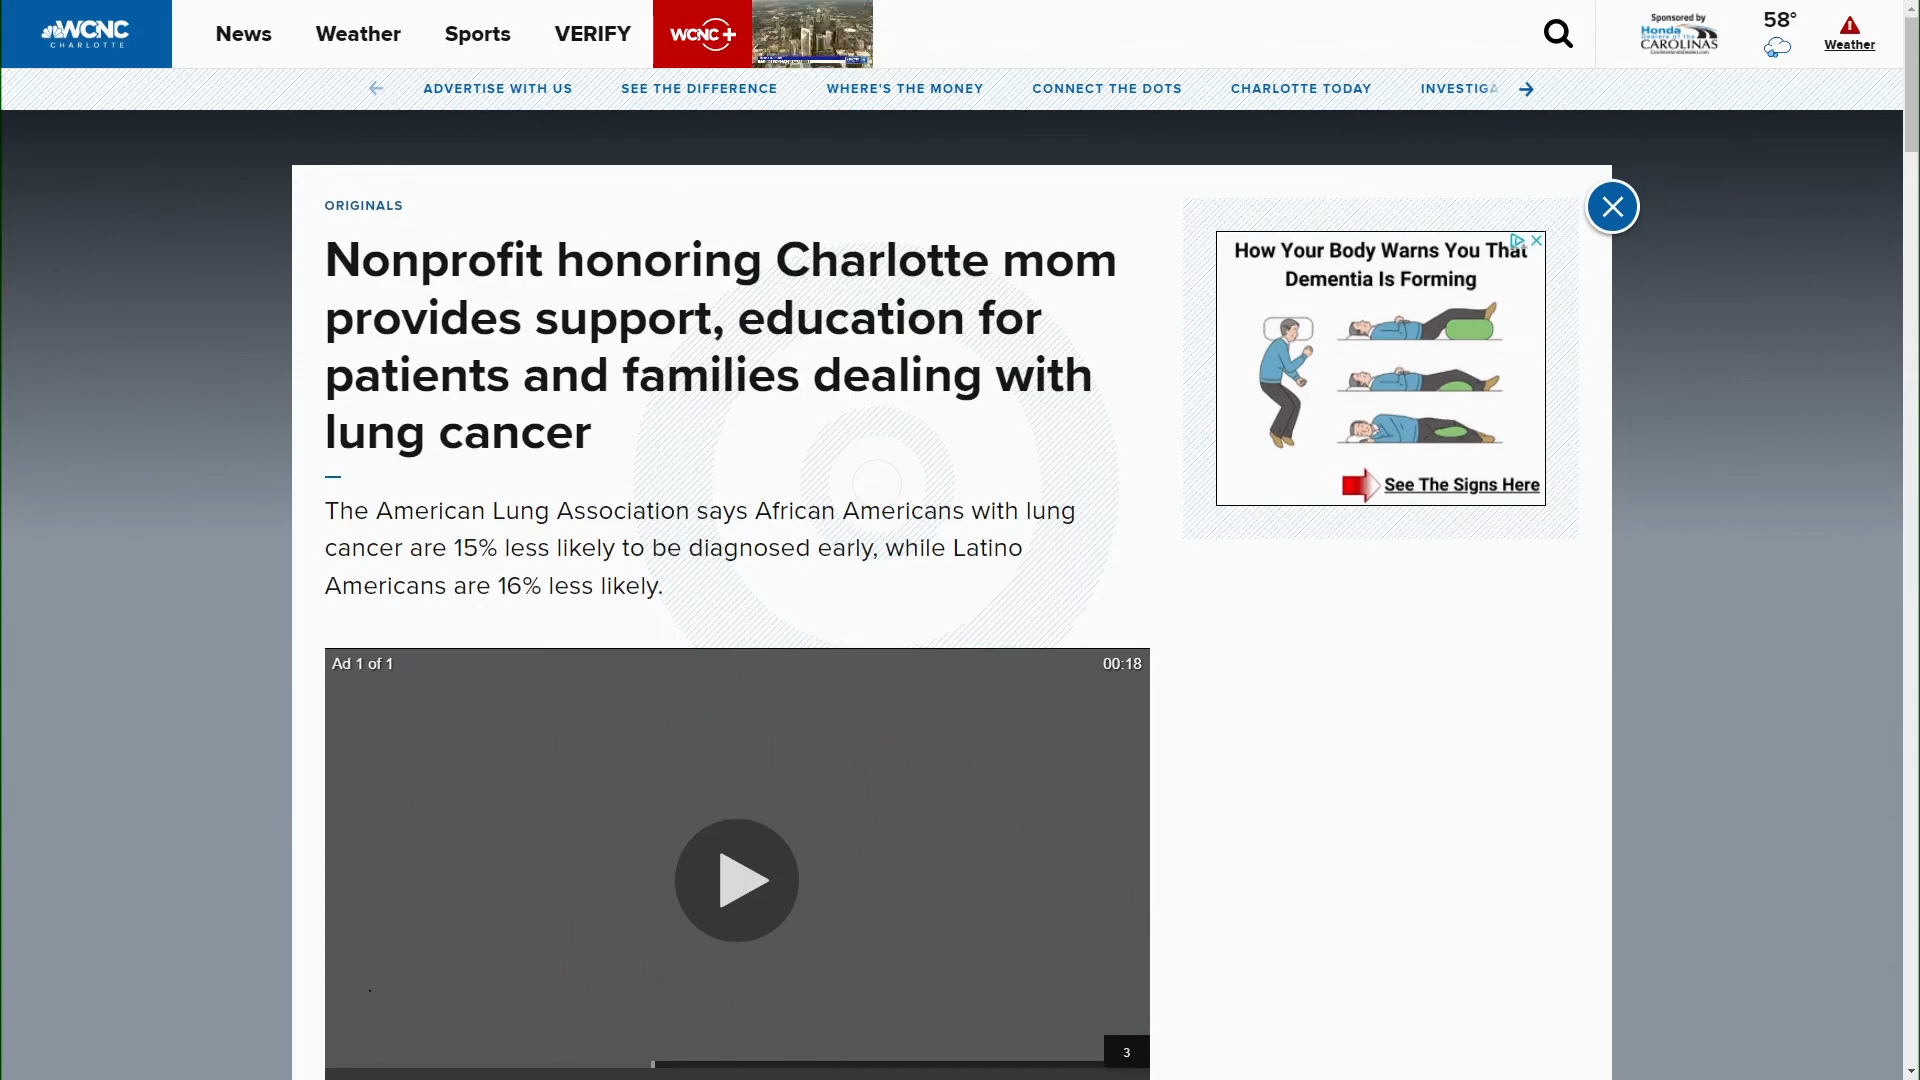 WCNC
CHARLOTTE
News
Weather
Sports
VERIFY
WCNC+
Sponsored by
Honda
Dealers of the
CAROLINAS
58°
Weather
ADVERTISE WITH US
SEE THE DIFFERENCE
WHERE'S THE MONEY
CONNECT THE DOTS
CHARLOTTE TODAY
INVESTIGA
ORIGINALS
Nonprofit honoring Charlotte mom
provides support, education for
patients and families dealing with
lung cancer
The American Lung Association says African Americans with lung
cancer are 15% less likely to be diagnosed early, while Latino
Americans are 16% less likely.
How Your Body Warns You That
Dementia Is Forming
See The Signs Here
Ad 1 of 1
00:18
3